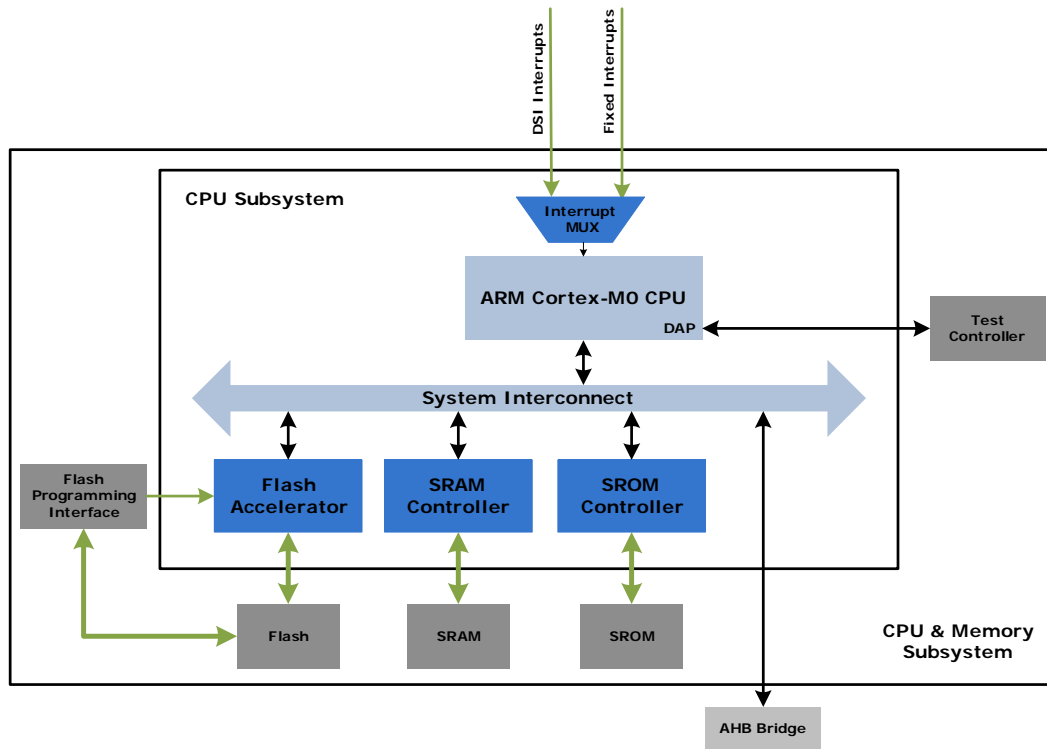 DSI Interrupts
Fixed Interrupts
CPU Subsystem
Interrupt
MUX
ARM Cortex-M0 CPU
DAP
Test
Controller
System Interconnect
Flash
Programming
Interface
Flash
Accelerator
SRAM
Controller
SROM
Controller
Flash
SRAM
SROM
CPU & Memory
Subsystem
AHB Bridge